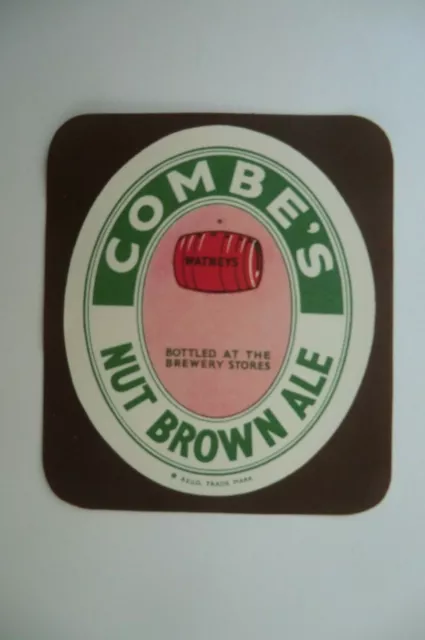 COMBE'S
WATNEYS
BOTTLED AT THE
BREWERY STORES
NUT BROWN ALE
* REGD. TRADE MARK